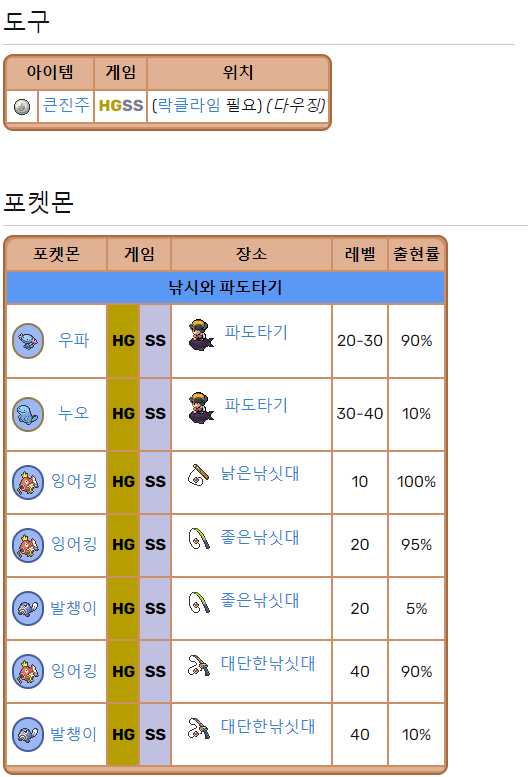 도구
아이템 게임 위치
큰진주 HGSS (락클라임 필요) (다우징)
포켓몬
포켓몬 게임 장소 레벨 출현률
낚시와 파도타기
우파 HG SS 파도타기 20-30 90%
누오 HG SS 파도타기 30-40 10%
잉어킹 HG SS 낡은낚싯대 10 100%
잉어킹 HG SS 좋은낚싯대 20 95%
발챙이 HG SS 좋은낚싯대 20 5%
잉어킹 HG SS 대단한낚싯대 40 90%
발챙이 HG SS 대단한낚싯대 40 10%